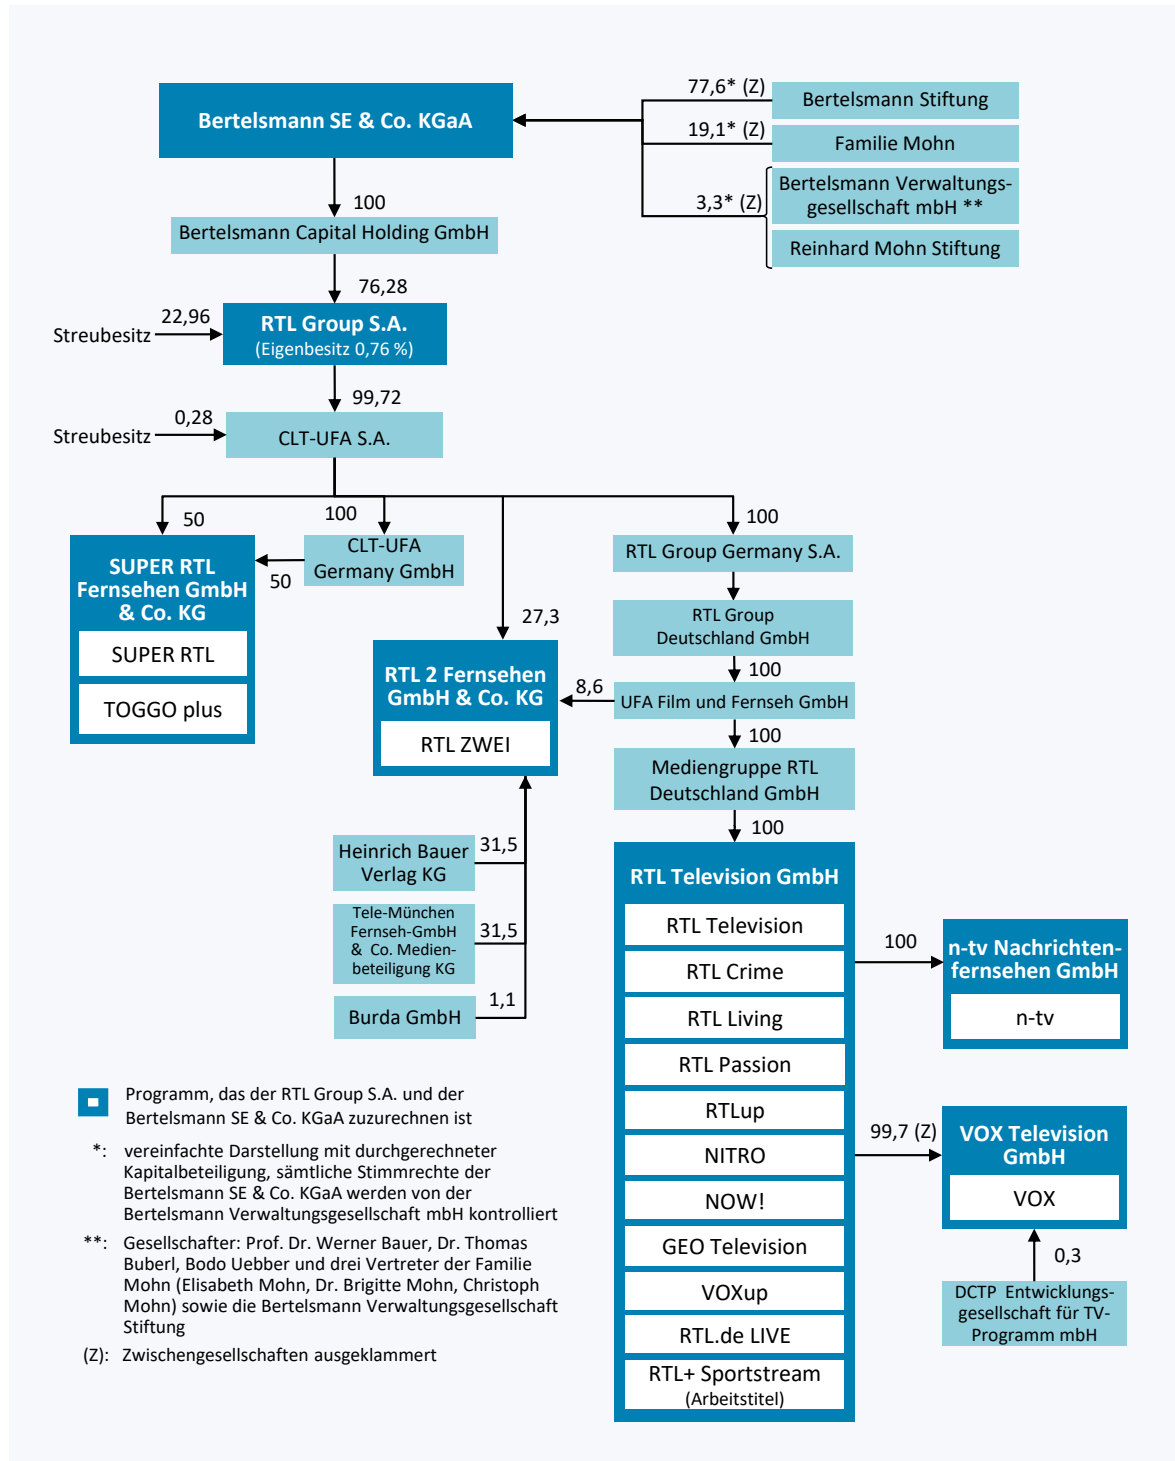 77,6* (Z)
Bertelsmann Stiftung
Bertelsmann SE & Co. KGaA
19,1* (Z)
Familie Mohn
3,3* (Z)
Bertelsmann Verwaltungs-
gesellschaft mbH **
Reinhard Mohn Stiftung
100
Bertelsmann Capital Holding GmbH
76,28
Streubesitz
22,96
RTL Group S.A.
(Eigenbesitz 0,76 %)
99,72
Streubesitz
0,28
CLT-UFA S.A.
50
100
100
SUPER RTL
Fernsehen GmbH
& Co. KG
SUPER RTL
TOGGO plus
50
CLT-UFA
Germany GmbH
RTL Group Germany S.A.
100
RTL Group
Deutschland GmbH
27,3
100
RTL 2 Fernsehen
GmbH & Co. KG
RTL ZWEI
8,6
UFA Film und Fernseh GmbH
100
Mediengruppe RTL
Deutschland GmbH
100
Heinrich Bauer
Verlag KG
31,5
Tele-München
Fernseh-GmbH
& Co. Medien-
beteiligung KG
31,5
Burda GmbH
1,1
RTL Television GmbH
RTL Television
RTL Crime
RTL Living
RTL Passion
RTLup
NITRO
NOW!
GEO Television
VOXup
RTL.de LIVE
RTL+ Sportstream
(Arbeitstitel)
100
n-tv Nachrichten-
fernsehen GmbH
n-tv
99,7 (Z)
VOX Television
GmbH
VOX
0,3
DCTP Entwicklungs-
gesellschaft für TV-
Programm mbH
Programm, das der RTL Group S.A. und der
Bertelsmann SE & Co. KGaA zuzurechnen ist
*: vereinfachte Darstellung mit durchgerechneter
Kapitalbeteiligung, sämtliche Stimmrechte der
Bertelsmann SE & Co. KGaA werden von der
Bertelsmann Verwaltungsgesellschaft mbH kontrolliert
**: Gesellschafter: Prof. Dr. Werner Bauer, Dr. Thomas
Buberl, Bodo Uebber und drei Vertreter der Familie
Mohn (Elisabeth Mohn, Dr. Brigitte Mohn, Christoph
Mohn) sowie die Bertelsmann Verwaltungsgesellschaft
Stiftung
(Z): Zwischengesellschaften ausgeklammert